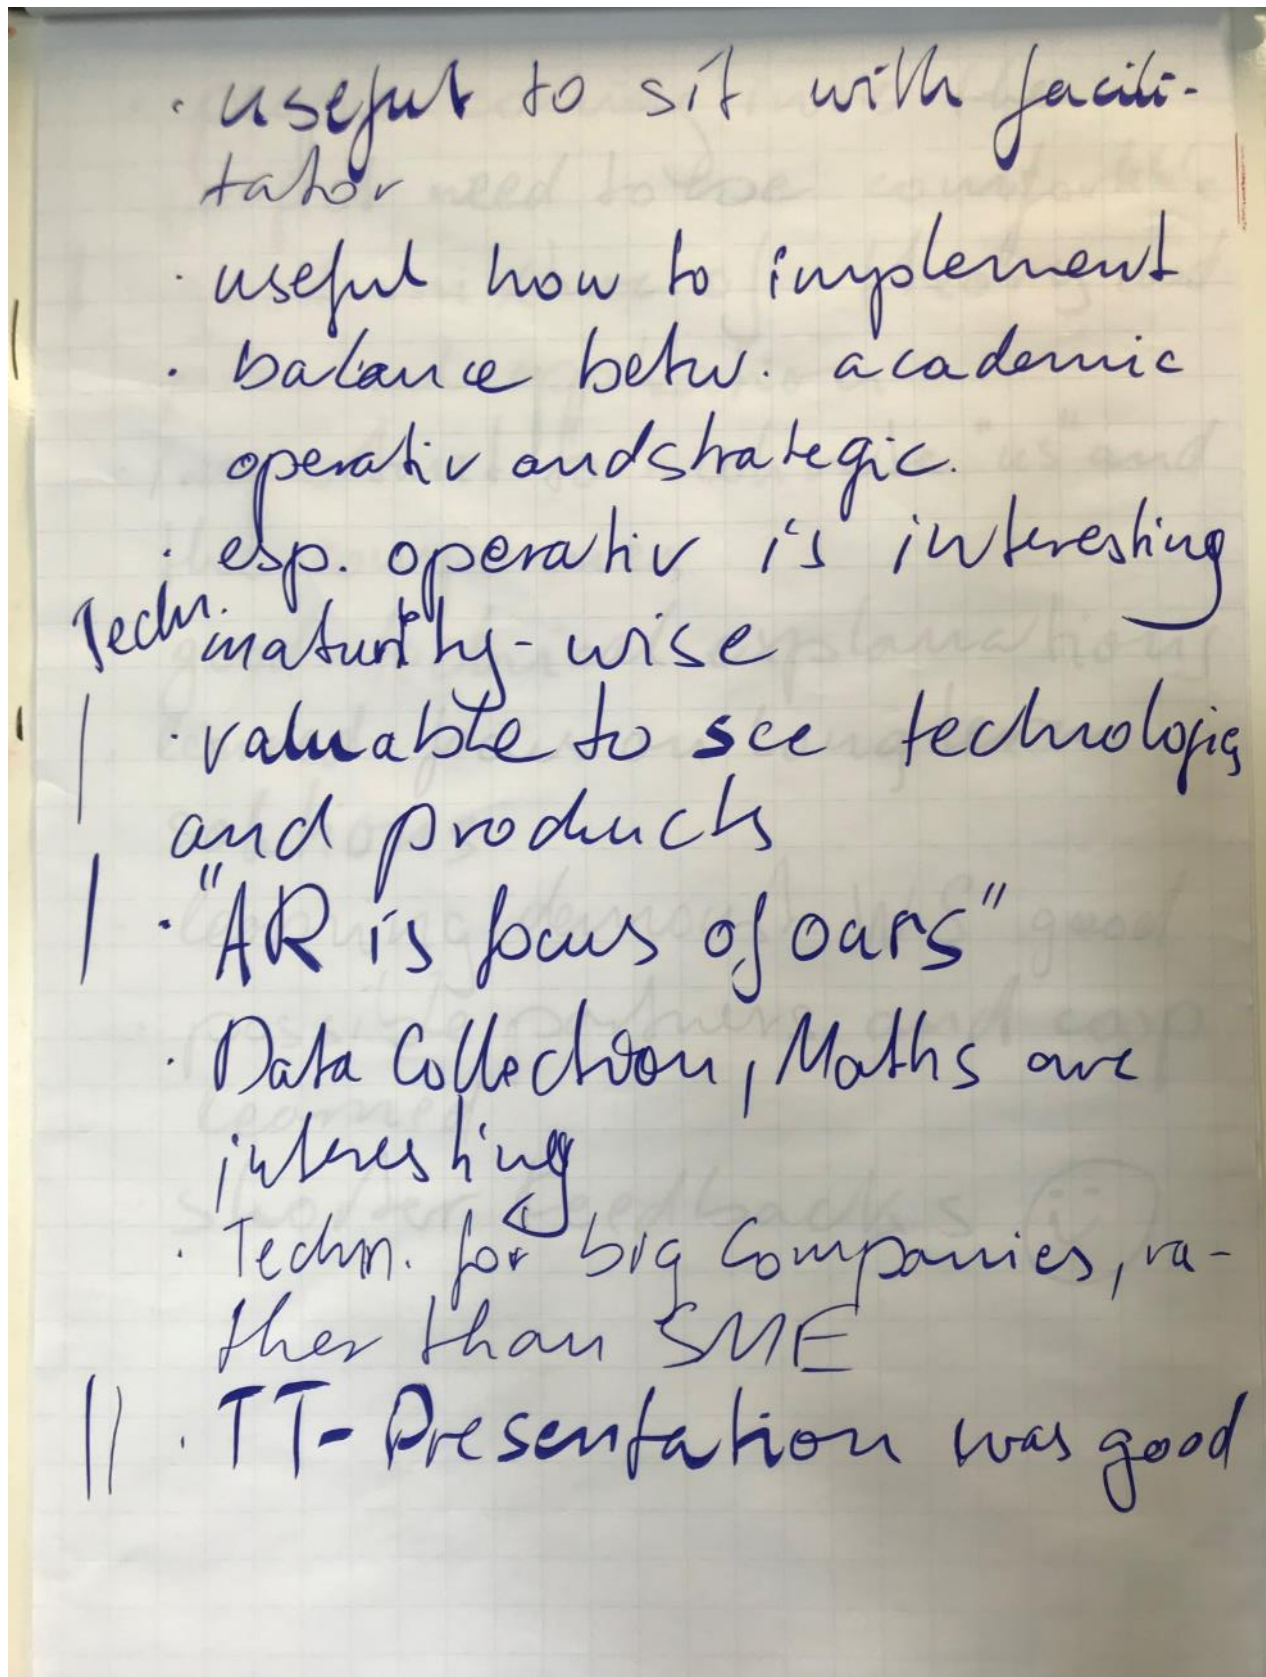 · useful to sit with facili-
tator
· useful how to implement
· balance betw. academic
operativ and strategic.
· esp. operativ is interesting
Techn.
maturity-wise
· valuable to see technologies
and products
· "AR is focus of ours"
· Data Collection, Maths are
interesting
· Techn. for big Companies, ra-
ther than SME
· TT-Presentation was good